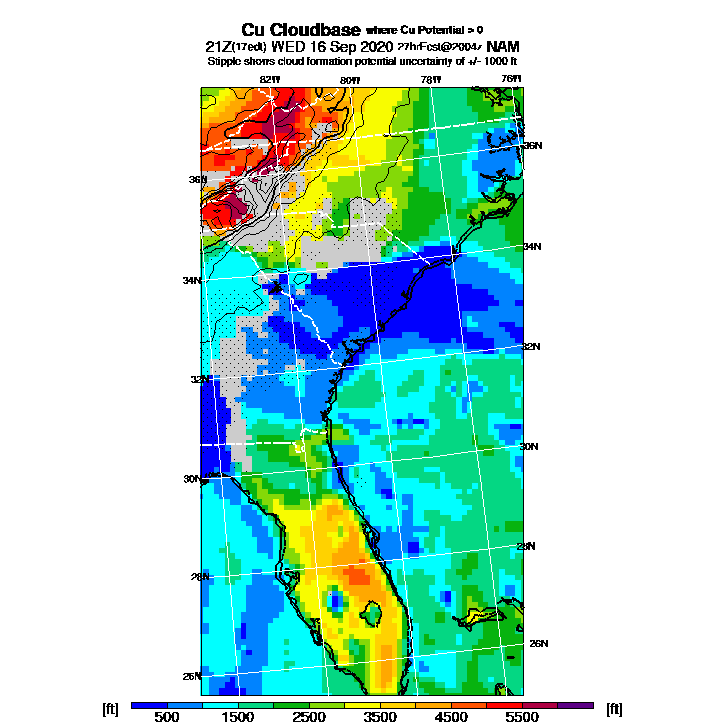 Cu Cloudbase where Cu Potential > 0
21Z(17edt) WED 16 Sep 2020 27hrFcst@2004z NAM
Stipple shows cloud formation potential uncertainty of +/- 1000 ft
82W 80W 78W 76W
36N
36N
34N
34N
32N
32N
30N
30N
28N
28N
26N
26N
[ft] 500 1500 2500 3500 4500 5500 [ft]